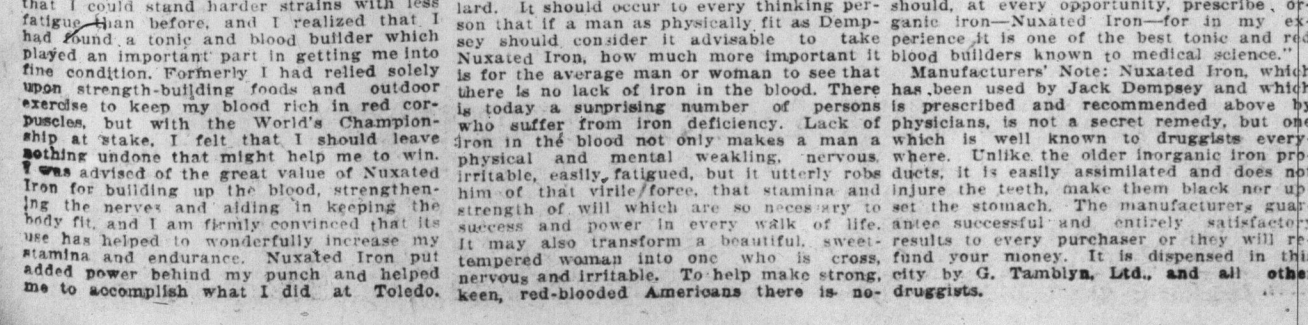 that I could stand harder strains with less
fatigue than before, and I realized that I
had found a tonic and blood builder which
played an important part in getting me into
fine condition. Formerly I had relied solely
upon strength-building foods and outdoor
exercise to keep my blood rich in red cor-
puscles, but with the World's Champion-
ship at stake, I felt that I should leave
nothing undone that might help me to win.
I was advised of the great value of Nuxated
Iron for building up the blood, strengthen-
ing the nerves and aiding in keeping the
body fit, and I am firmly convinced that its
use has helped to wonderfully increase my
stamina and endurance. Nuxated Iron put
added power behind my punch and helped
me to accomplish what I did at Toledo.
lard. It should occur to every thinking per-
son that if a man as physically fit as Demp-
sey should consider it advisable to take
Nuxated Iron, how much more important it
is for the average man or woman to see that
there is no lack of iron in the blood. There
is today a surprising number of persons
who suffer from iron deficiency. Lack of
iron in the blood not only makes a man a
physical and mental weakling, nervous,
irritable, easily fatigued, but it utterly robs
him of that virile force, that stamina and
strength of will which are so necessary to
success and power in every walk of life.
It may also transform a beautiful, sweet-
tempered woman into one who is cross,
nervous and irritable. To help make strong,
keen, red-blooded Americans there is no-
should, at every opportunity, prescribe, or-
ganic iron—Nuxated Iron—for in my ex
perience it is one of the best tonic and red
blood builders known to medical science."
Manufacturers' Note: Nuxated Iron, which
has been used by Jack Dempsey and which
is prescribed and recommended above by
physicians, is not a secret remedy, but one
which is well known to druggists every
where. Unlike the older inorganic iron pro
ducts, it is easily assimilated and does not
injure the teeth, make them black nor up
set the stomach. The manufacturers guar
antee successful and entirely satisfactory
results to every purchaser or they will re
fund your money. It is dispensed in this
city by G. Tamblyn, Ltd., and all othe
druggists.